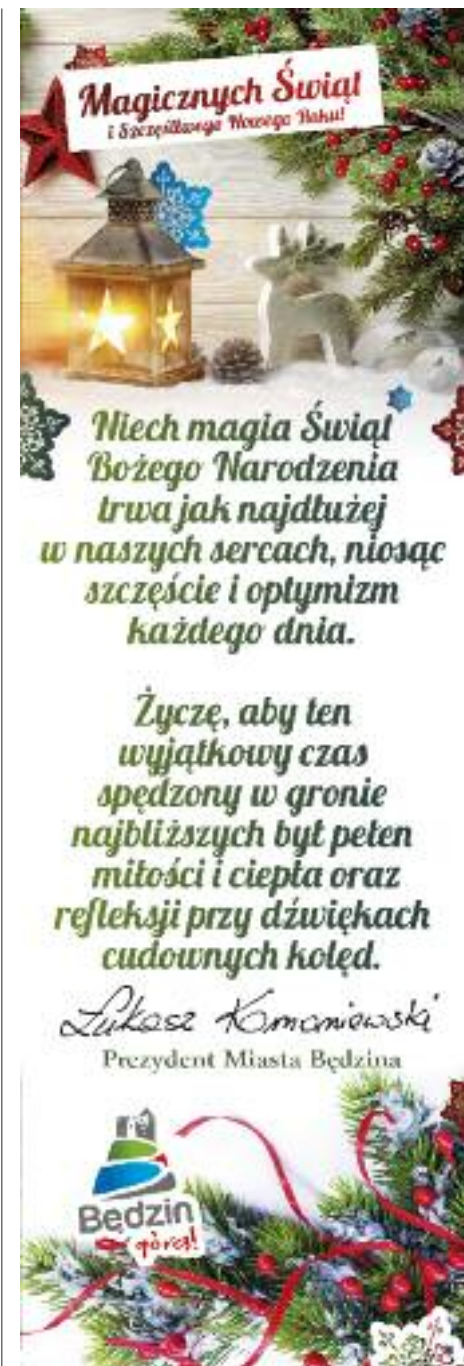 Magicznych Świąt
i Szczęśliwego Nowego Roku!
Niech magia Świąt
Bożego Narodzenia
trwa jak najdłużej
w naszych sercach, niosąc
szczęście i optymizm
każdego dnia.
Życzę, aby ten
wyjątkowy czas
spędzony w gronie
najbliższych był pełen
miłości i ciepła oraz
refleksji przy dźwiękach
cudownych kolęd.
Łukasz Komoniewski
Prezydent Miasta Będzina
Będzin
górą!